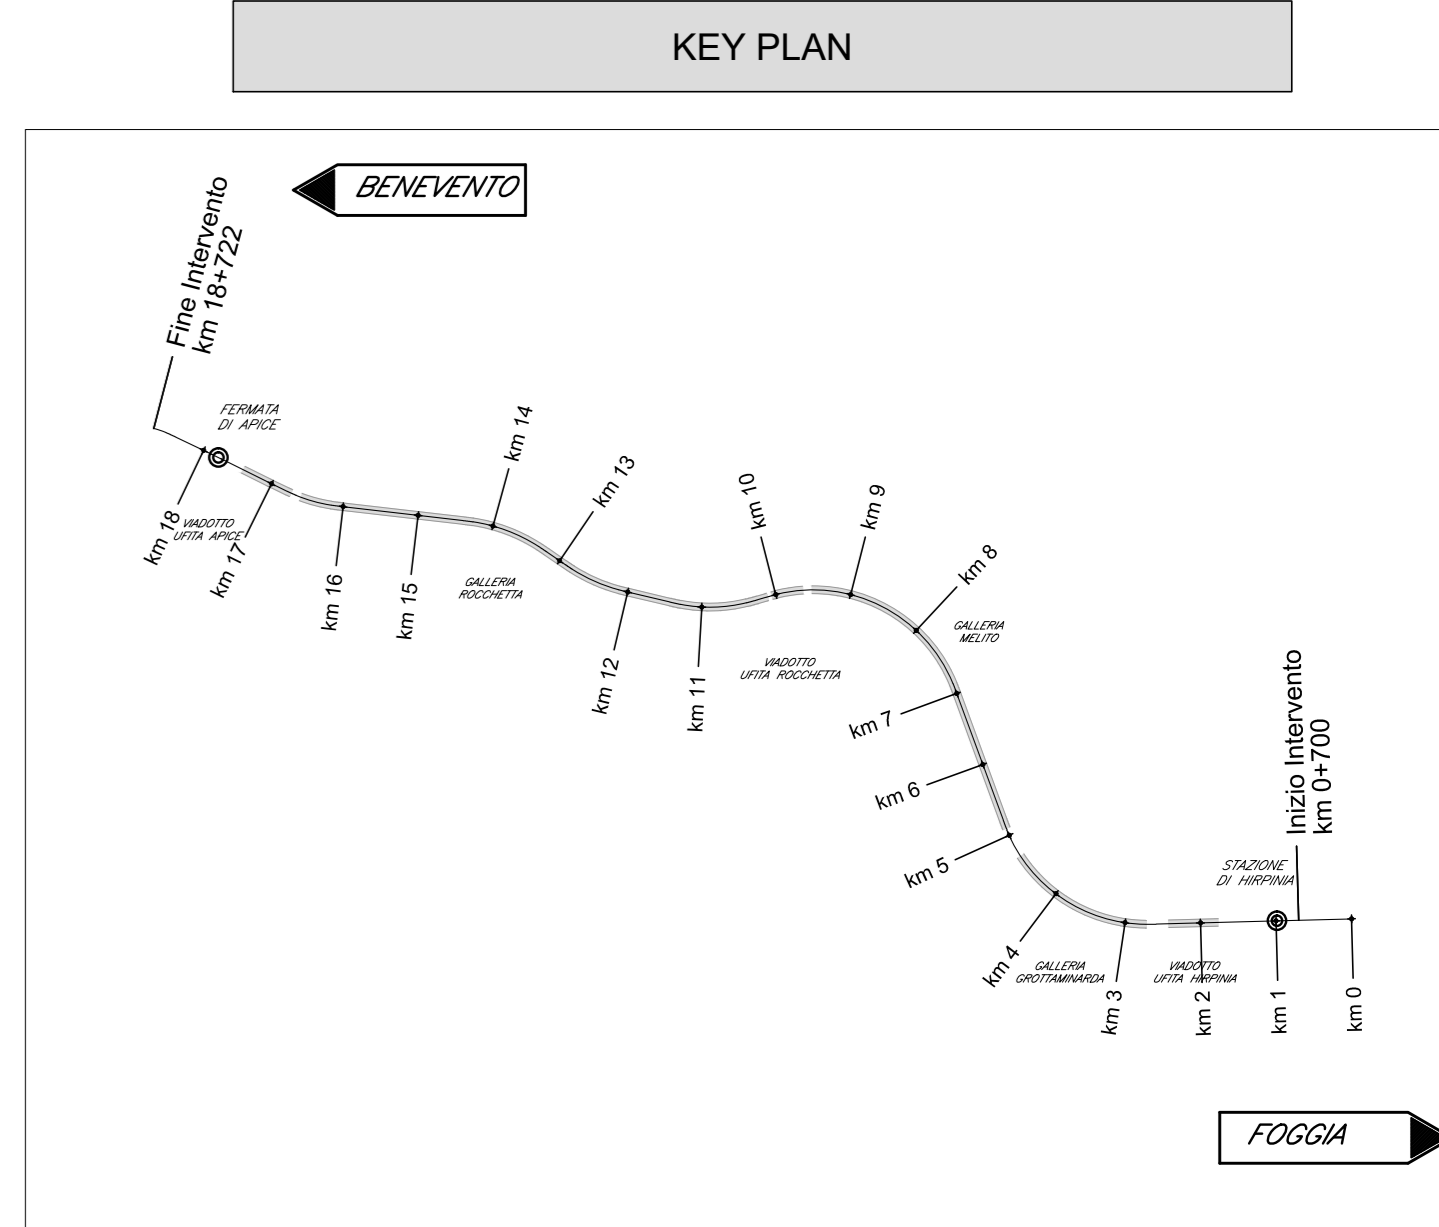 KEY PLAN
BENEVENTO
Fine Intervento
km 18+722
FERMATA
DI APICE
km 14
km 13
km 10
km 9
km 18
VIADOTTO
UFITA APICE
km 17
km 16
km 15
GALLERIA
ROCCHETTA
km 8
GALLERIA
MELITO
km 12
km 11
VIADOTTO
UFITA ROCCHETTA
km 7
km 6
Inizio Intervento
km 0+700
km 5
STAZIONE
DI HIRPINIA
km 4
GALLERIA
GROTTAMINARDA
km 3
VIADOTTO
UFITA HIRPINIA
km 2
km 1
km 0
FOGGIA